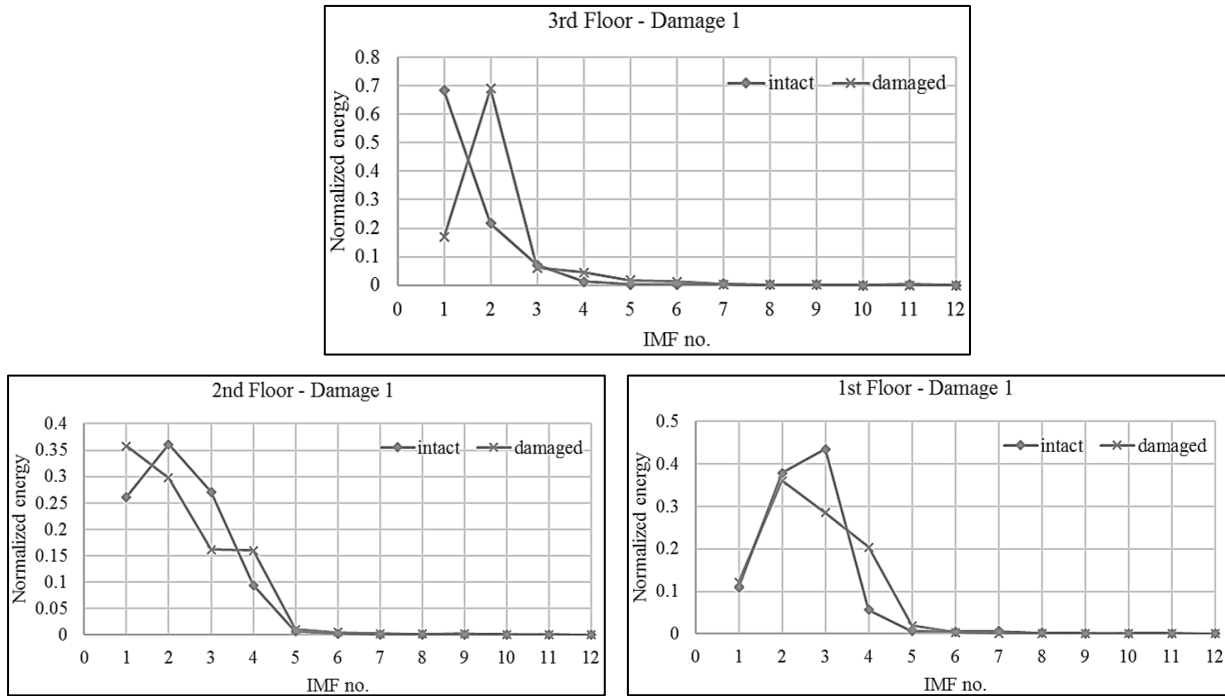 3rd Floor - Damage 1
intact damaged
Normalized energy
0.8
0.7
0.6
0.5
0.4
0.3
0.2
0.1
0
0 1 2 3 4 5 6 7 8 9 10 11 12
IMF no.
2nd Floor - Damage 1
intact damaged
Normalized energy
0.4
0.35
0.3
0.25
0.2
0.15
0.1
0.05
0
0 1 2 3 4 5 6 7 8 9 10 11 12
IMF no.
1st Floor - Damage 1
intact damaged
Normalized energy
0.5
0.4
0.3
0.2
0.1
0
0 1 2 3 4 5 6 7 8 9 10 11 12
IMF no.